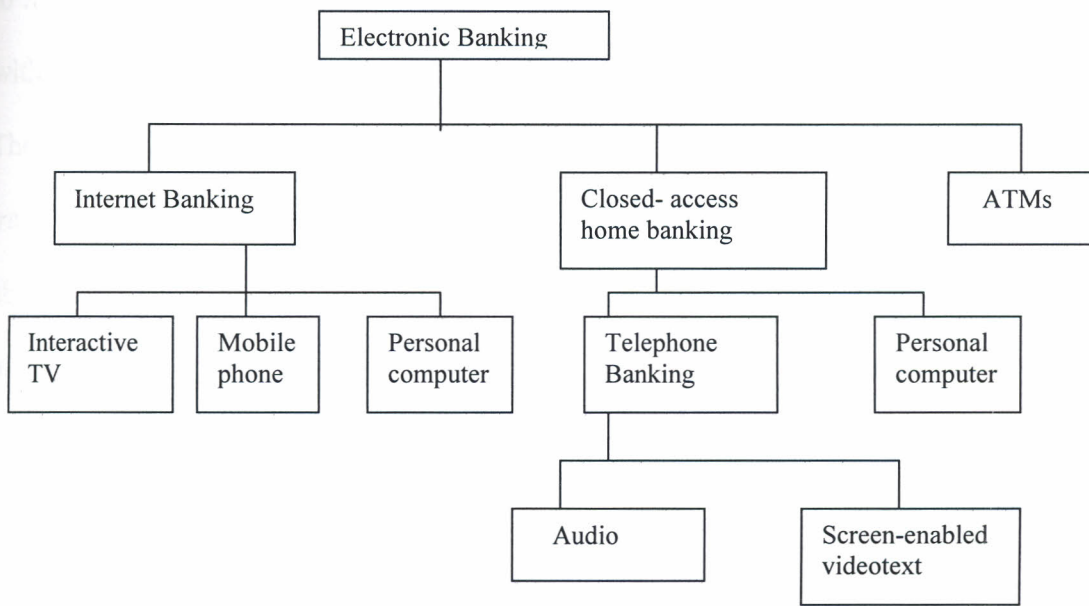 Electronic Banking
Internet Banking
Closed- access
home banking
ATMs
Interactive
TV
Mobile
phone
Personal
computer
Telephone
Banking
Personal
computer
Audio
Screen-enabled
videotext